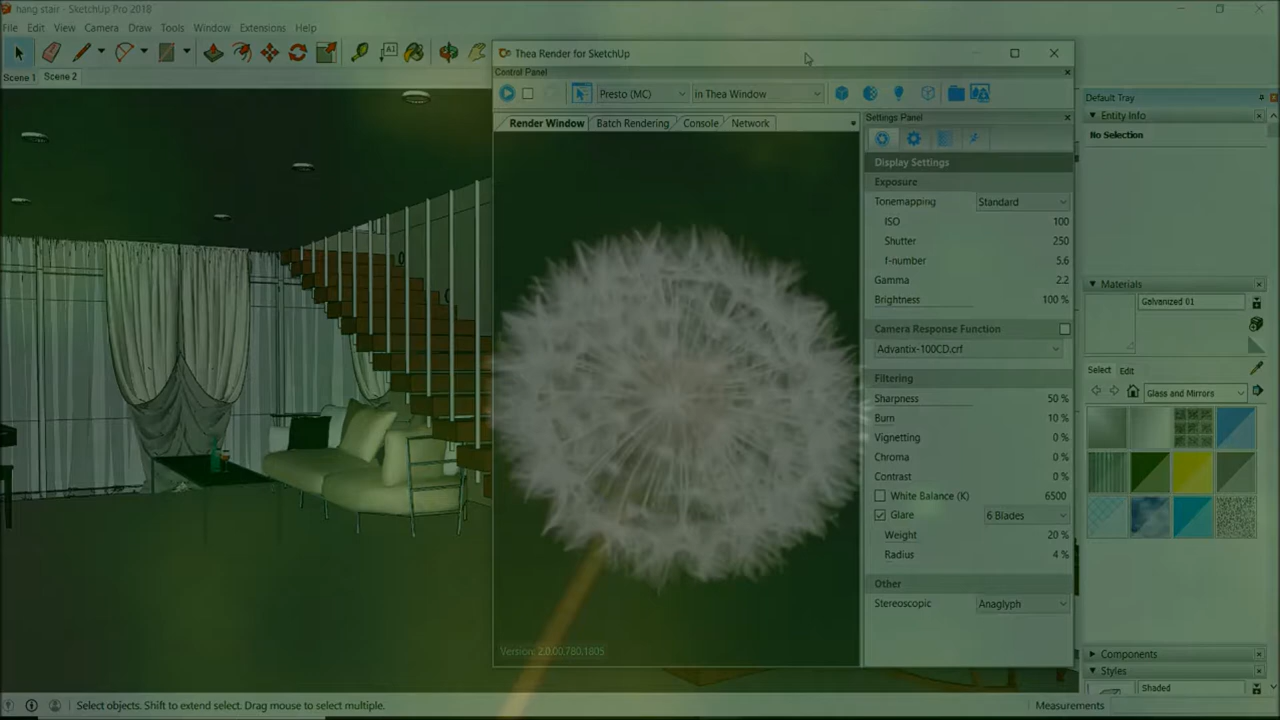 hang stair - SketchUp Pro 2018
File Edit View Camera Draw Tools Window Extensions Help
Scene 1 Scene 2
Thea Render for SketchUp
Control Panel
Presto (MC) in Thea Window
Render Window Batch Rendering Console Network
Settings Panel
Display Settings
Exposure
Tonemapping Standard
ISO 100
Shutter 250
f-number 5.6
Gamma 2.2
Brightness 100 %
Camera Response Function
Advantix-100CD.crf
Filtering
Sharpness 50 %
Burn 10 %
Vignetting 0 %
Chroma 0 %
Contrast 0 %
White Balance (K) 6500
Glare 6 Blades
Weight 20 %
Radius 4 %
Other
Stereoscopic Anaglyph
Version: 2.0.00.780.1805
Default Tray
Entity Info
No Selection
Materials
Galvanized 01
Select Edit
Glass and Mirrors
Components
Styles
Shaded
Select objects. Shift to extend select. Drag mouse to select multiple.
Measurements